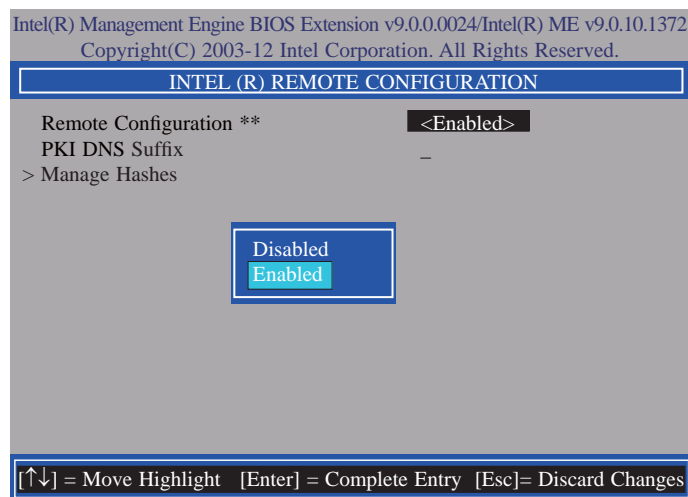 Intel(R) Management Engine BIOS Extension v9.0.0.0024/Intel(R) ME v9.0.10.1372
Copyright(C) 2003-12 Intel Corporation. All Rights Reserved.
INTEL (R) REMOTE CONFIGURATION
Remote Configuration ** <Enabled>
PKI DNS Suffix _
> Manage Hashes
Disabled
Enabled
[↑↓] = Move Highlight [Enter] = Complete Entry [Esc]= Discard Changes